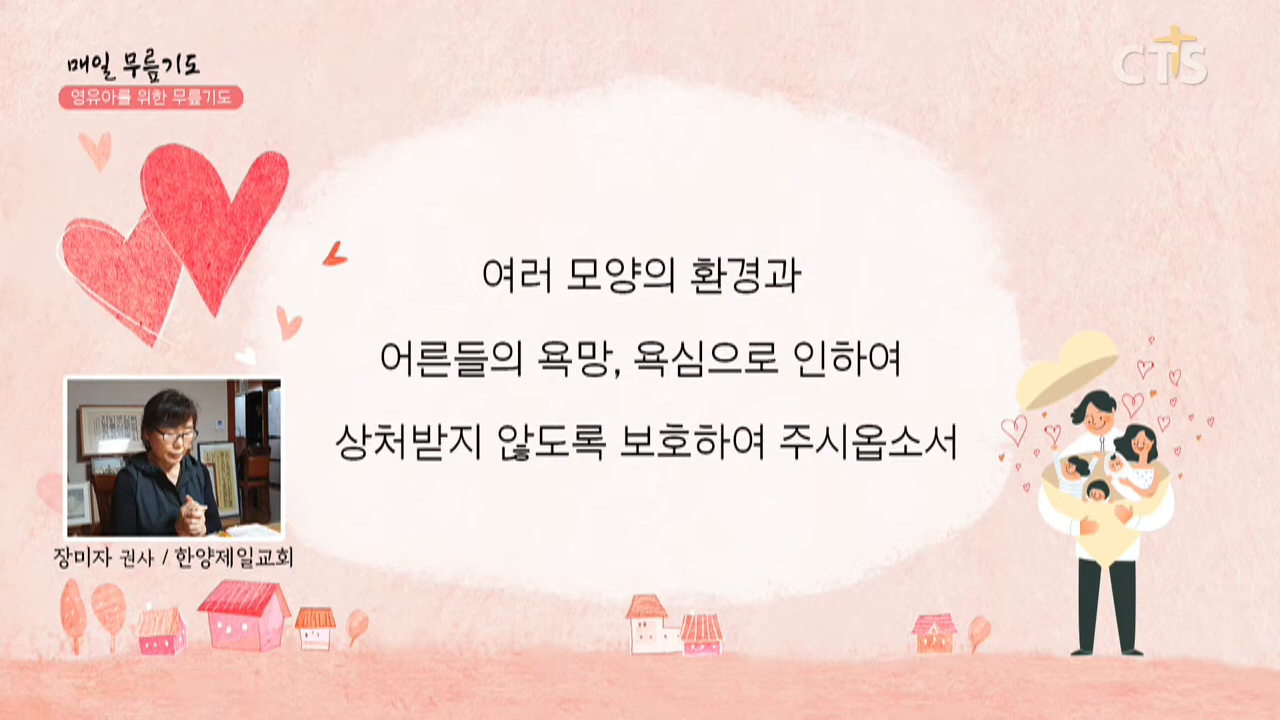 매일 무릎기도
영유아를 위한 무릎기도
CTS
여러 모양의 환경과
어른들의 욕망, 욕심으로 인하여
상처받지 않도록 보호하여 주시옵소서
장미자 권사 / 한양제일교회